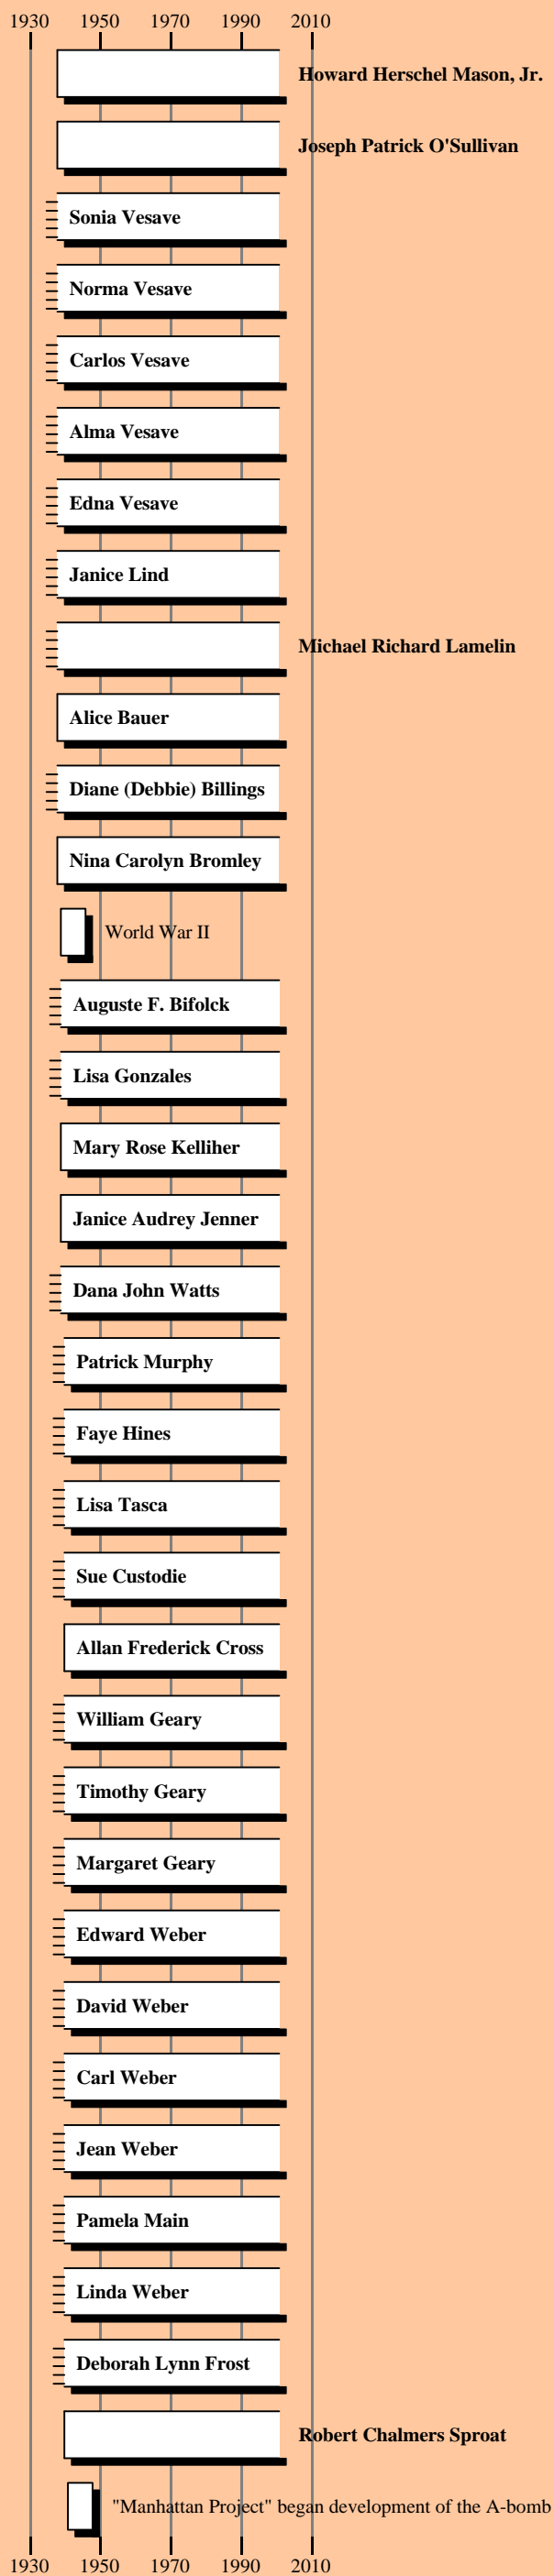 1930 1950 1970 1990 2010
Howard Herschel Mason, Jr.
Joseph Patrick O'Sullivan
Sonia Vesave
Norma Vesave
Carlos Vesave
Alma Vesave
Edna Vesave
Janice Lind
Michael Richard Lamelin
Alice Bauer
Diane (Debbie) Billings
Nina Carolyn Bromley
World War II
Auguste F. Bifolck
Lisa Gonzales
Mary Rose Kelliher
Janice Audrey Jenner
Dana John Watts
Patrick Murphy
Faye Hines
Lisa Tasca
Sue Custodie
Allan Frederick Cross
William Geary
Timothy Geary
Margaret Geary
Edward Weber
David Weber
Carl Weber
Jean Weber
Pamela Main
Linda Weber
Deborah Lynn Frost
Robert Chalmers Sproat
"Manhattan Project" began development of the A-bomb
1930 1950 1970 1990 2010